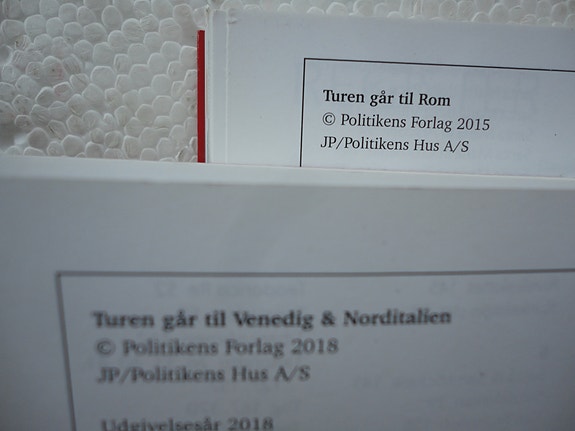 Turen går til Rom
© Politikens Forlag 2015
JP/Politikens Hus A/S
Turen går til Venedig & Norditalien
© Politikens Forlag 2018
JP/Politikens Hus A/S
Udgivelsesår 2018